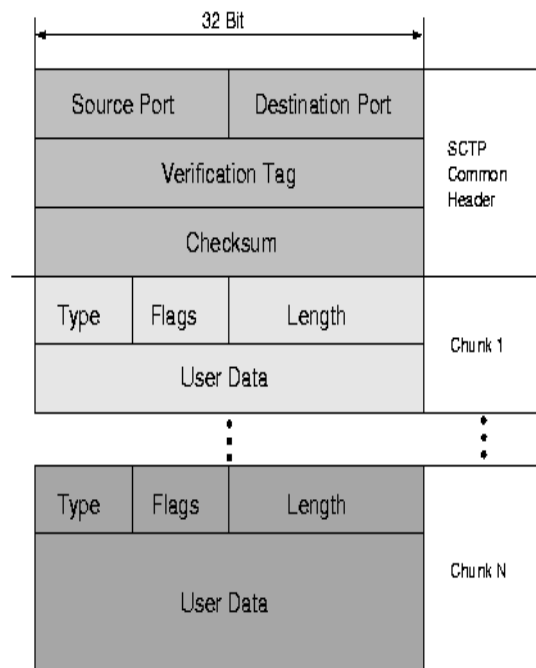 32 Bit
Source Port
Destination Port
Verification Tag
Checksum
SCTP
Common
Header
Type
Flags
Length
User Data
Chunk 1
Type
Flags
Length
User Data
Chunk N